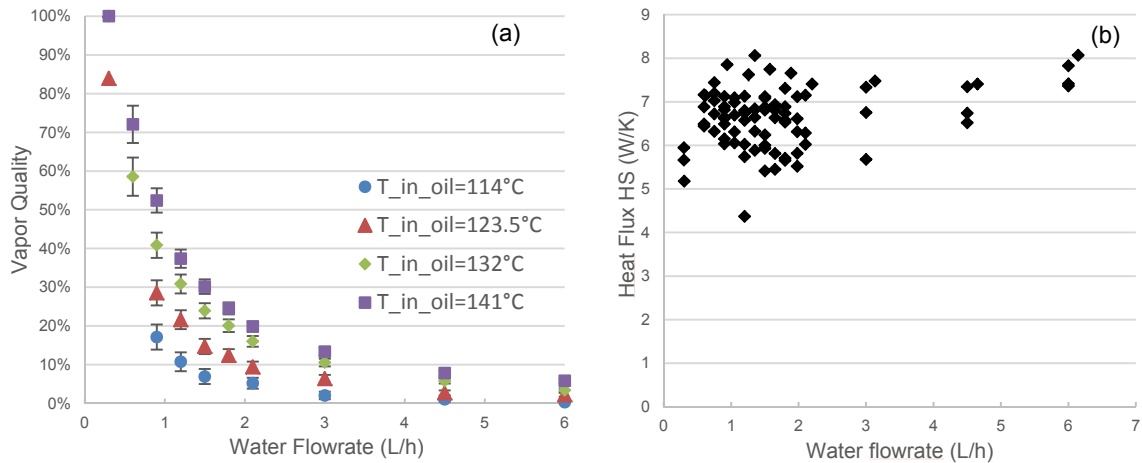 (a)
100%
90%
80%
70%
60%
50%
40%
30%
20%
10%
0%
Vapor Quality
T_in_oil=114°C
T_in_oil=123.5°C
T_in_oil=132°C
T_in_oil=141°C
0 1 2 3 4 5 6
Water Flowrate (L/h)
(b)
9
8
7
6
5
4
3
2
1
0
Heat Flux HS (W/K)
0 1 2 3 4 5 6 7
Water flowrate (L/h)